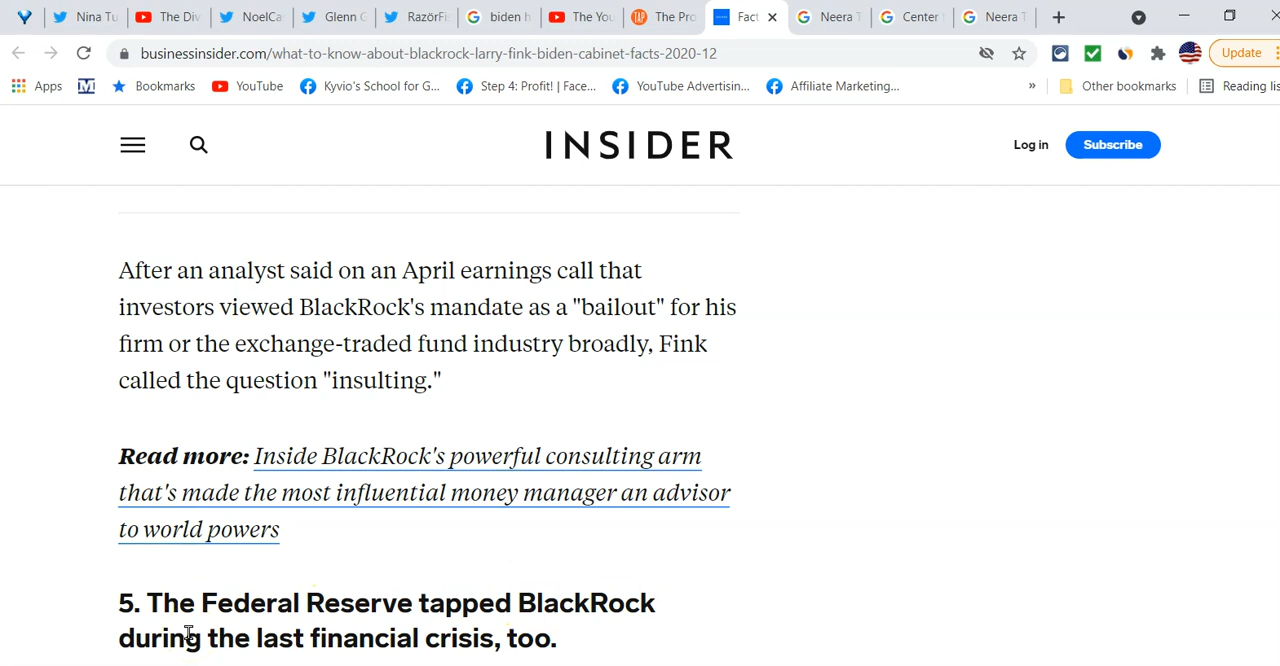 Nina Tu
The Div
NoelCa
Glenn G
RazörFi
biden h
The You
The Pro
Fact
Neera T
Center
Neera T
businessinsider.com/what-to-know-about-blackrock-larry-fink-biden-cabinet-facts-2020-12
Update
Apps
Bookmarks
YouTube
Kyvio's School for G...
Step 4: Profit! | Face...
YouTube Advertisin...
Affiliate Marketing...
»
Other bookmarks
Reading lis
INSIDER
Log in
Subscribe
After an analyst said on an April earnings call that
investors viewed BlackRock's mandate as a "bailout" for his
firm or the exchange-traded fund industry broadly, Fink
called the question "insulting."
Read more: Inside BlackRock's powerful consulting arm
that's made the most influential money manager an advisor
to world powers
5. The Federal Reserve tapped BlackRock
during the last financial crisis, too.